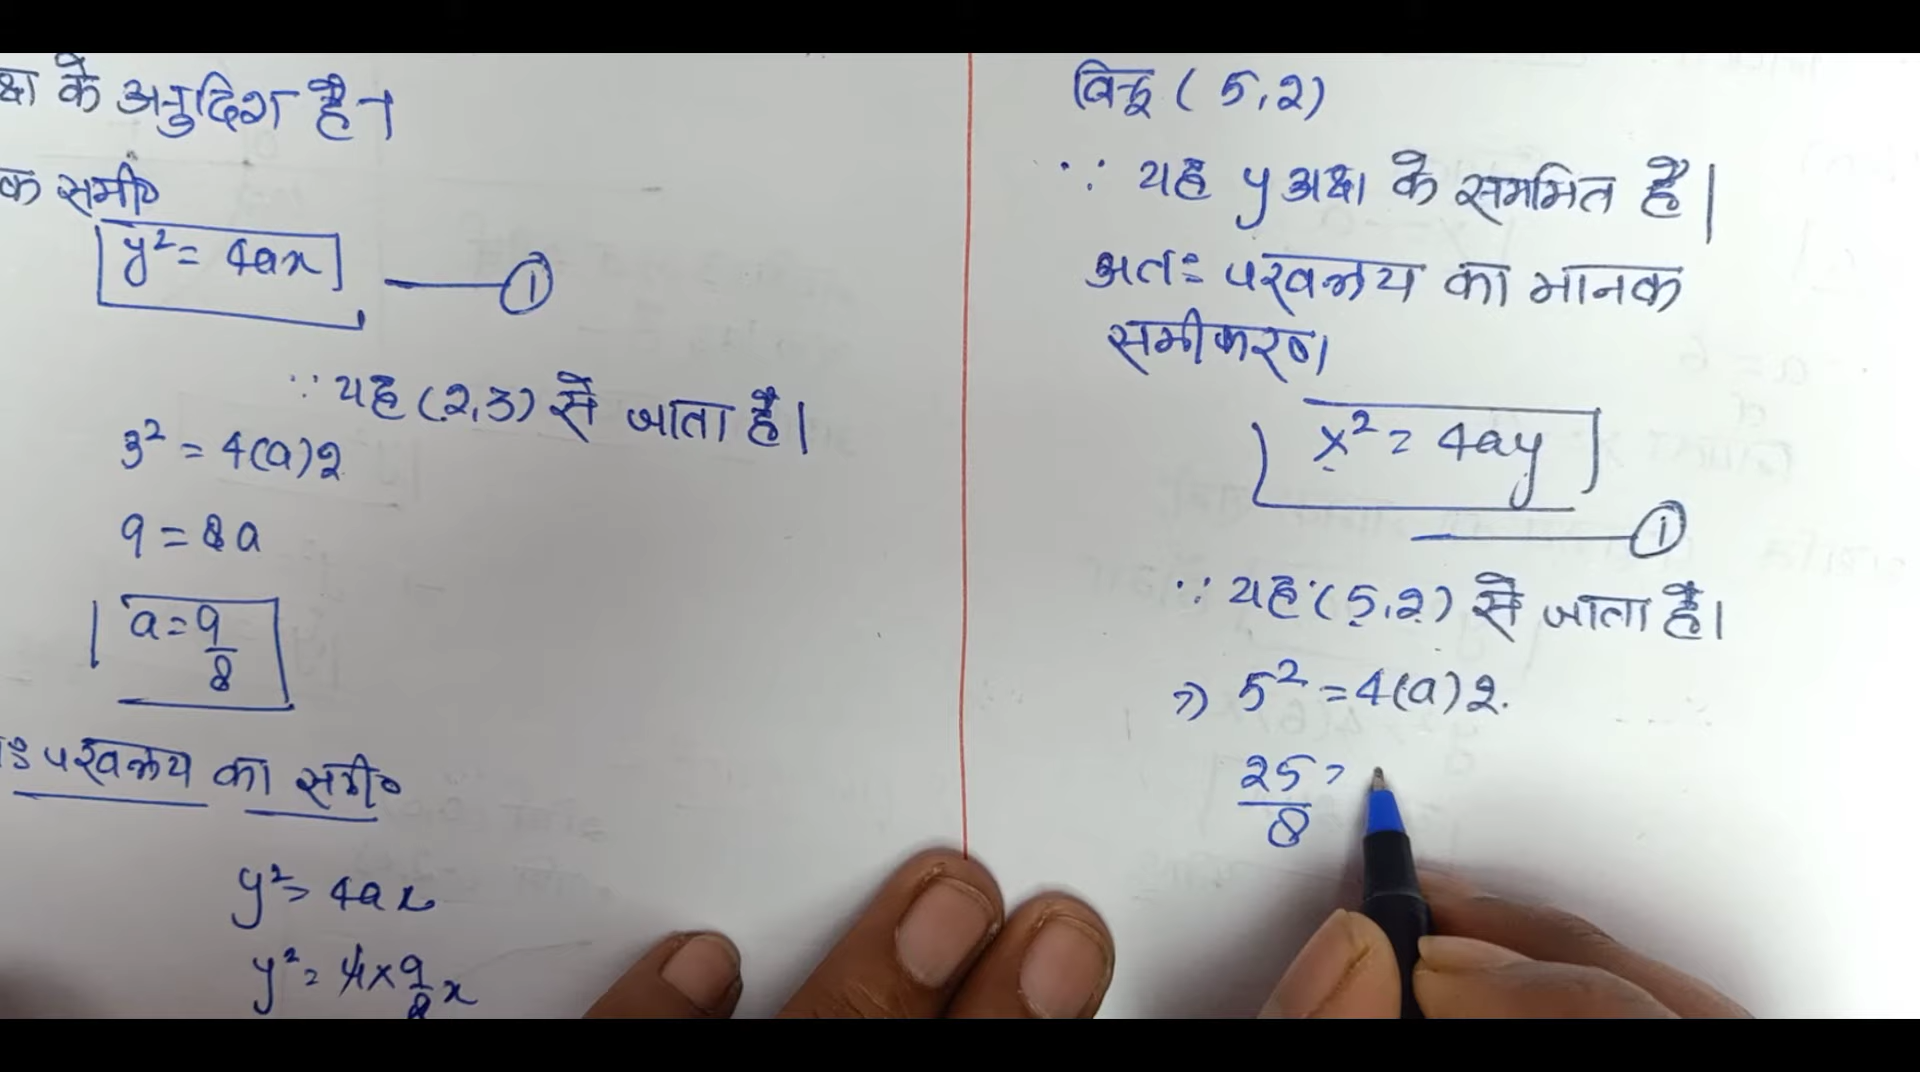 क्ष के अनुदिश है।
क समी०
y² = 4ax ——— ①
∵ यह (2,3) से जाता है।
3² = 4(a)2
9 = 8a
a = 9/8
परवलय का समी०
y² = 4ax
y² = 4 × 9/8 x
बिन्दू (5,2)
∵ यह y अक्ष के सममित है।
अतः परवलय का मानक
समीकरण
x² = 4ay
——— ①
∵ यह (5,2) से जाता है।
⇒ 5² = 4(a)2.
25/8 =